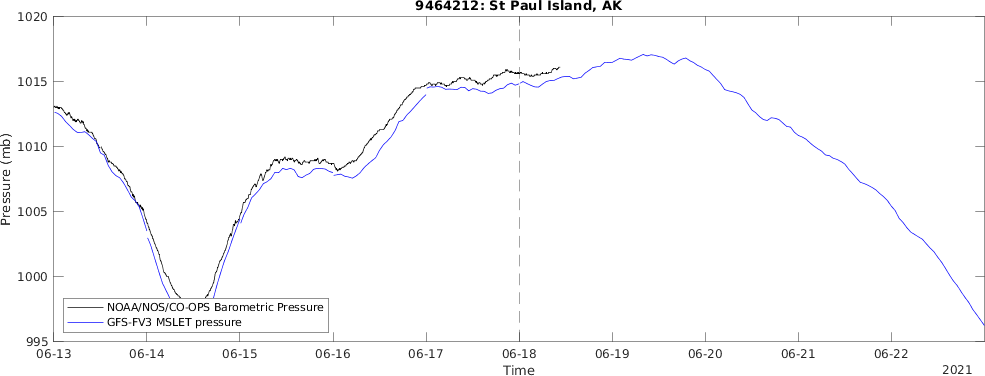 9464212: St Paul Island, AK
1020
1015
1010
1005
1000
995
Pressure (mb)
NOAA/NOS/CO-OPS Barometric Pressure
GFS-FV3 MSLET pressure
06-13 06-14 06-15 06-16 06-17 06-18 06-19 06-20 06-21 06-22
Time
2021